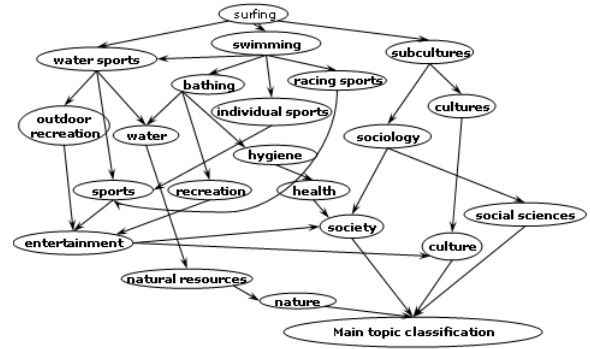 surfing
swimming
water sports
subcultures
bathing
racing sports
cultures
individual sports
outdoor
recreation
water
sociology
hygiene
sports
recreation
health
social sciences
society
entertainment
culture
natural resources
nature
Main topic classification